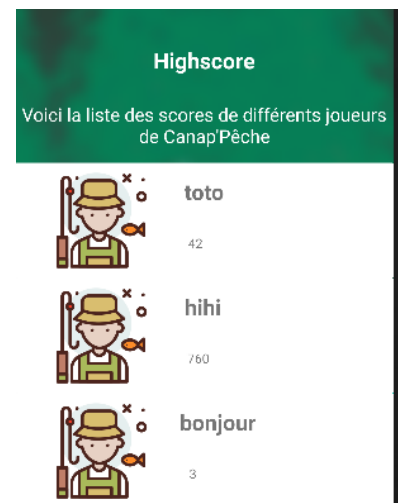 Highscore
Voici la liste des scores de différents joueurs
de Canap'Pêche
toto
42
hihi
760
bonjour
3